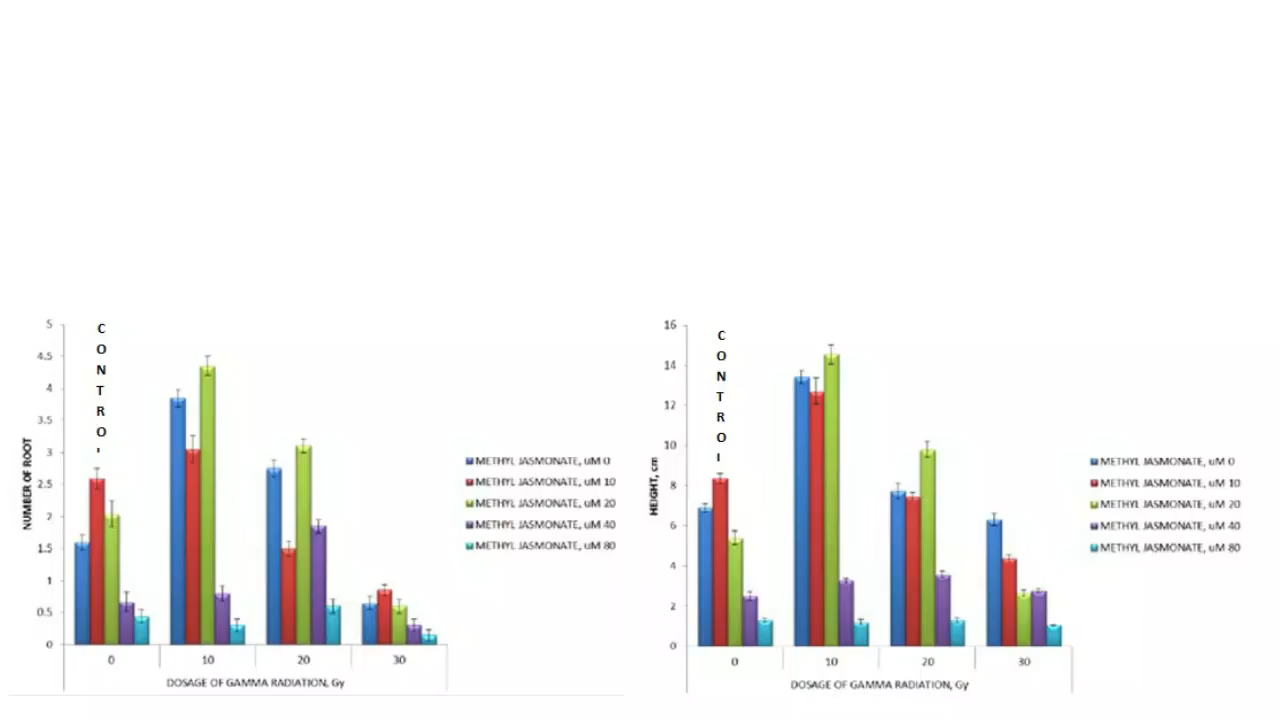 5
4.5
4
3.5
3
2.5
2
1.5
1
0.5
0
NUMBER OF ROOT
C
O
N
T
R
O
0
10
20
30
DOSAGE OF GAMMA RADIATION, Gy
METHYL JASMONATE, uM 0
METHYL JASMONATE, uM 10
METHYL JASMONATE, uM 20
METHYL JASMONATE, uM 40
METHYL JASMONATE, uM 80
16
14
12
10
8
6
4
2
0
HEIGHT, cm
C
O
N
T
R
O
0
10
20
30
DOSAGE OF GAMMA RADIATION, Gy
METHYL JASMONATE, uM 0
METHYL JASMONATE, uM 10
METHYL JASMONATE, uM 20
METHYL JASMONATE, uM 40
METHYL JASMONATE, uM 80